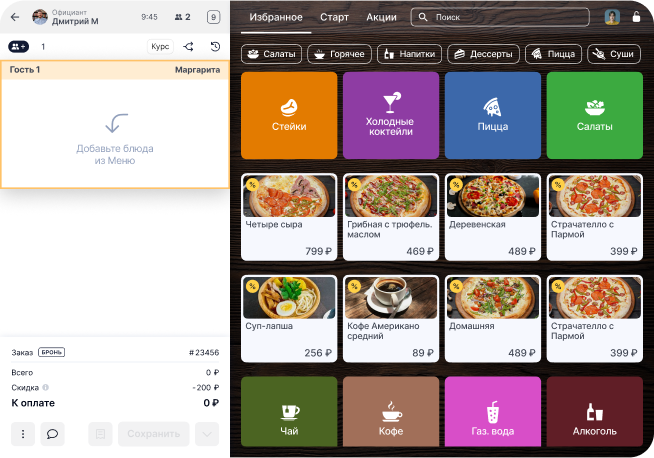 Официант
Дмитрий М
9:45
2
9
1
Курс
Гость 1
Маргарита
Добавьте блюда
из Меню
Заказ
БРОНЬ
#23456
Всего
0 ₽
Скидка
-200 ₽
К оплате
0 ₽
Сохранить
Избранное
Старт
Акции
Поиск
Салаты
Горячее
Напитки
Дессерты
Пицца
Суши
Стейки
Холодные
коктейли
Пицца
Салаты
%
Четыре сыра
799 ₽
%
Грибная с трюфель.
маслом
469 ₽
%
Деревенская
489 ₽
%
Страчателло с
Пармой
399 ₽
%
Суп-лапша
256 ₽
Кофе Американо
средний
89 ₽
%
Домашняя
489 ₽
%
Страчателло с
Пармой
399 ₽
Чай
Кофе
Газ. вода
Алкоголь